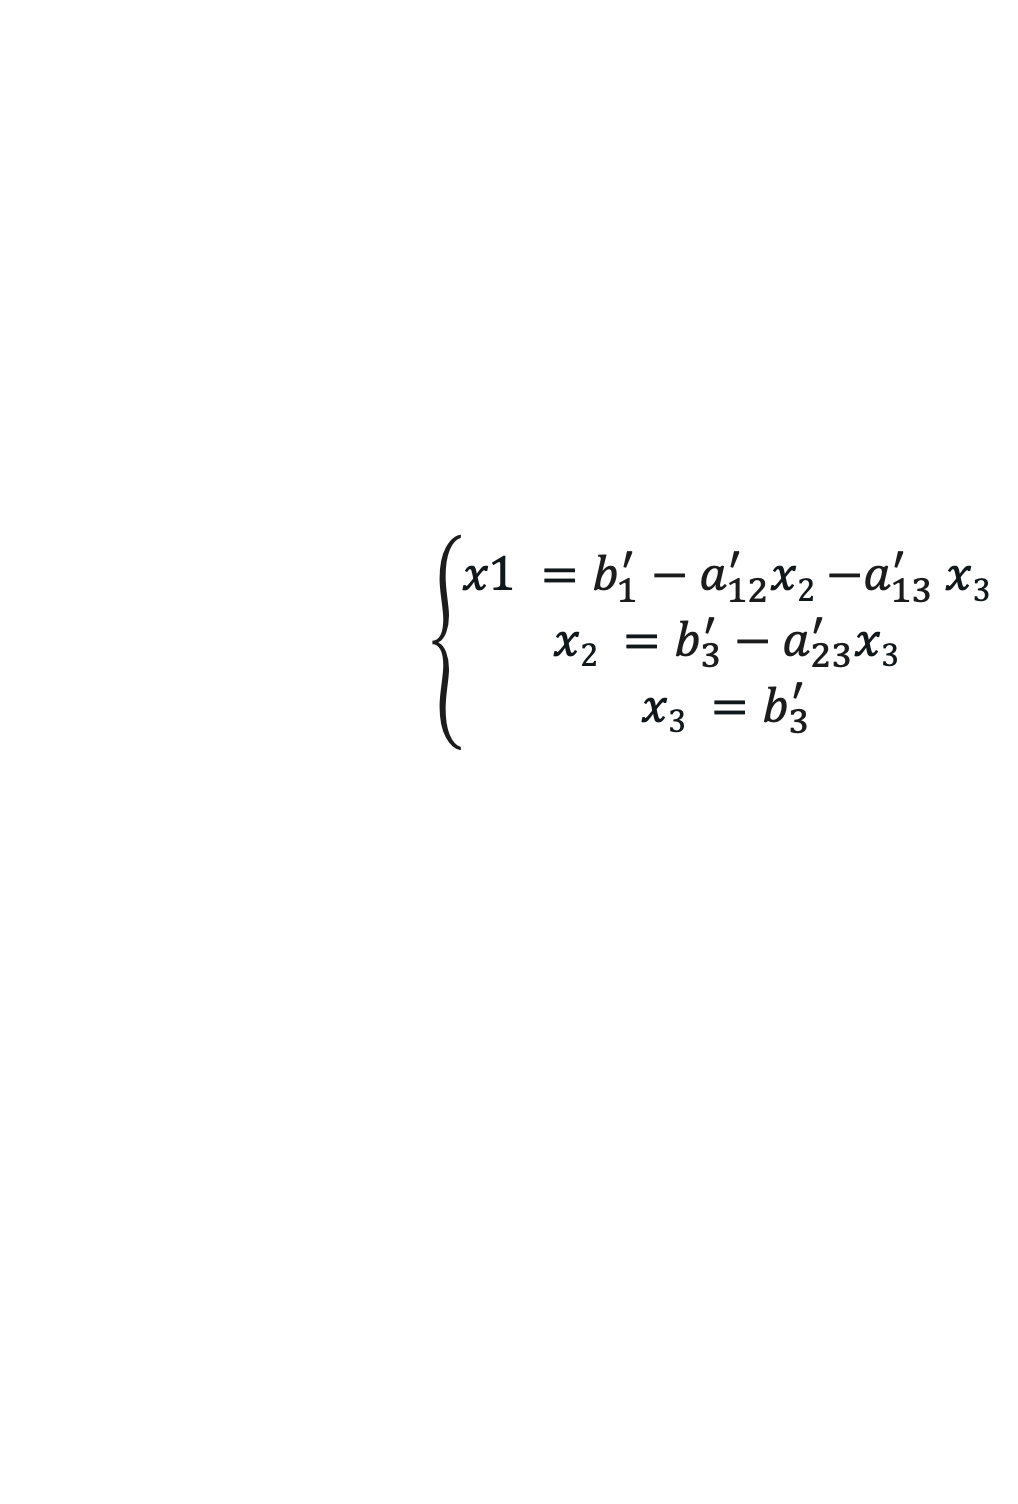 x1 = b′₁ − a′₁₂x₂ −a′₁₃ x₃
x₂ = b′₃ − a′₂₃x₃
x₃ = b′₃